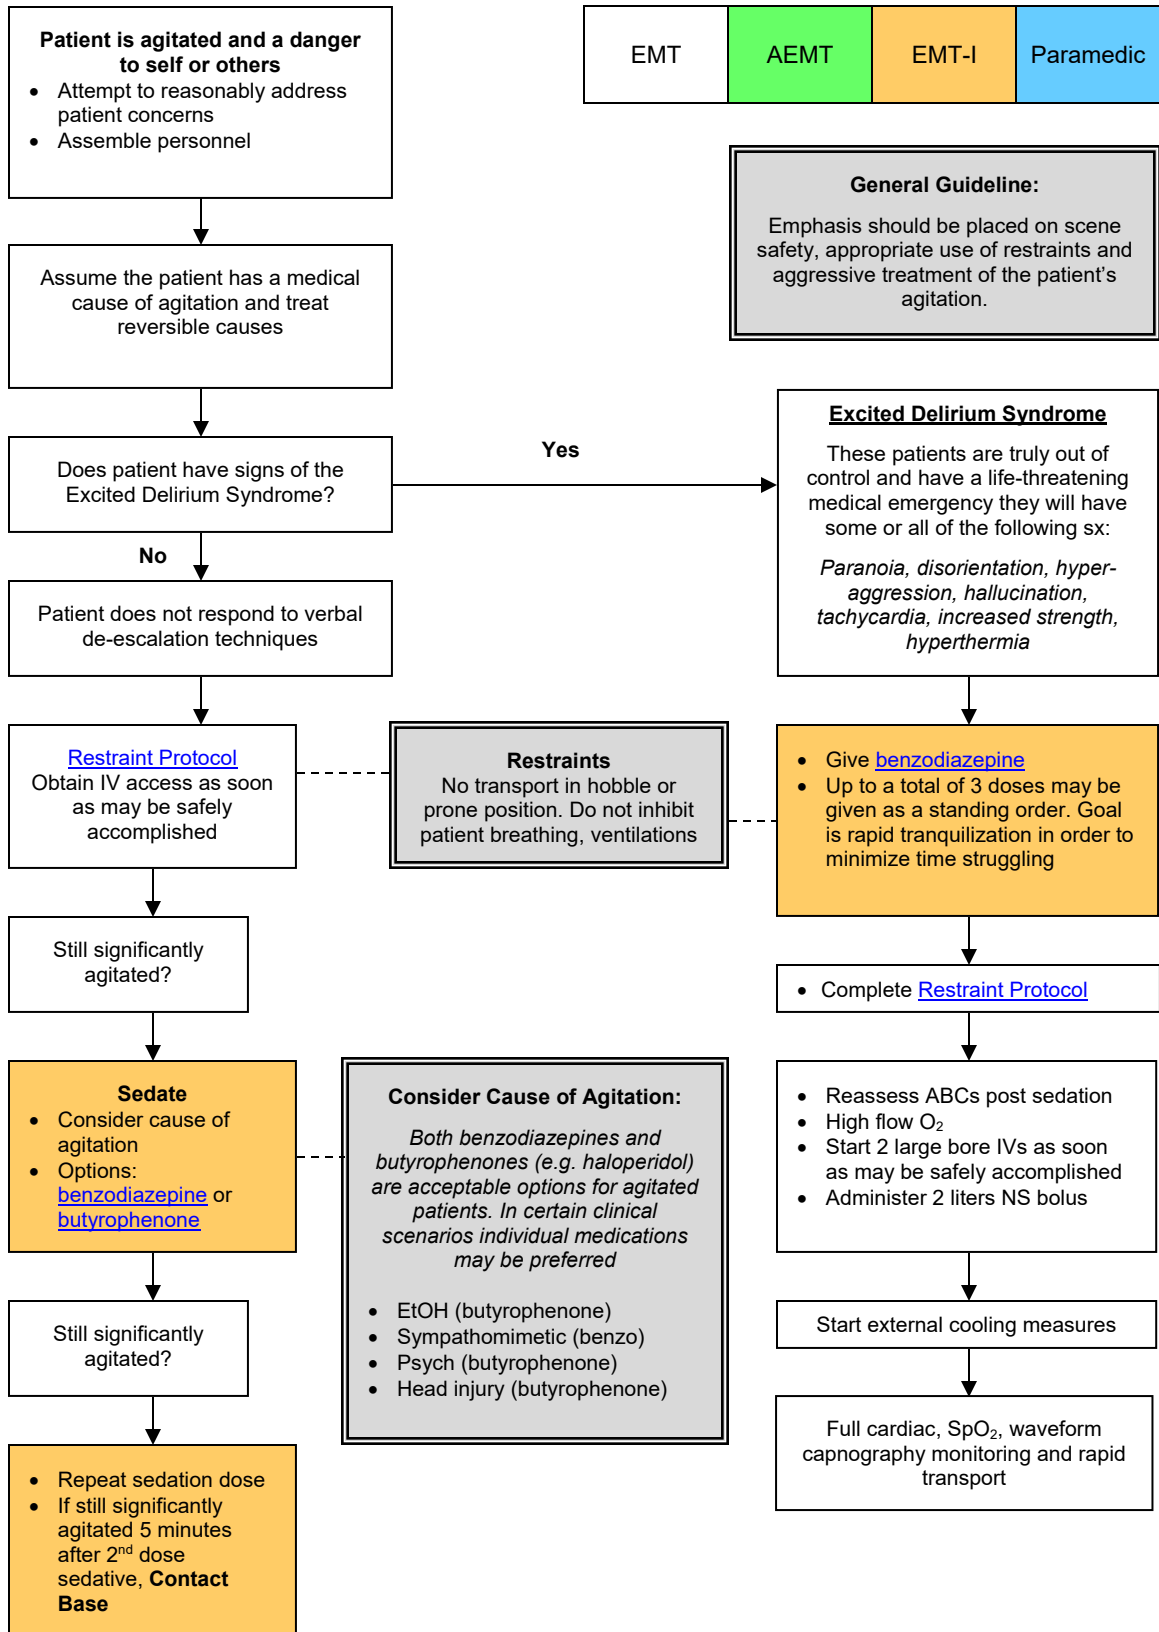 Patient is agitated and a danger
to self or others
• Attempt to reasonably address
patient concerns
• Assemble personnel
EMT
AEMT
EMT-I
Paramedic
General Guideline:
Emphasis should be placed on scene
safety, appropriate use of restraints and
aggressive treatment of the patient’s
agitation.
Assume the patient has a medical
cause of agitation and treat
reversible causes
Does patient have signs of the
Excited Delirium Syndrome?
Yes
No
Excited Delirium Syndrome
These patients are truly out of
control and have a life-threatening
medical emergency they will have
some or all of the following sx:
Paranoia, disorientation, hyper-
aggression, hallucination,
tachycardia, increased strength,
hyperthermia
Patient does not respond to verbal
de-escalation techniques
Restraint Protocol
Obtain IV access as soon
as may be safely
accomplished
Restraints
No transport in hobble or
prone position. Do not inhibit
patient breathing, ventilations
• Give benzodiazepine
• Up to a total of 3 doses may be
given as a standing order. Goal
is rapid tranquilization in order to
minimize time struggling
Still significantly
agitated?
• Complete Restraint Protocol
Sedate
• Consider cause of
agitation
• Options:
benzodiazepine or
butyrophenone
Consider Cause of Agitation:
Both benzodiazepines and
butyrophenones (e.g. haloperidol)
are acceptable options for agitated
patients. In certain clinical
scenarios individual medications
may be preferred
• EtOH (butyrophenone)
• Sympathomimetic (benzo)
• Psych (butyrophenone)
• Head injury (butyrophenone)
• Reassess ABCs post sedation
• High flow O₂
• Start 2 large bore IVs as soon
as may be safely accomplished
• Administer 2 liters NS bolus
Still significantly
agitated?
Start external cooling measures
• Repeat sedation dose
• If still significantly
agitated 5 minutes
after 2nd dose
sedative, Contact
Base
Full cardiac, SpO₂, waveform
capnography monitoring and rapid
transport